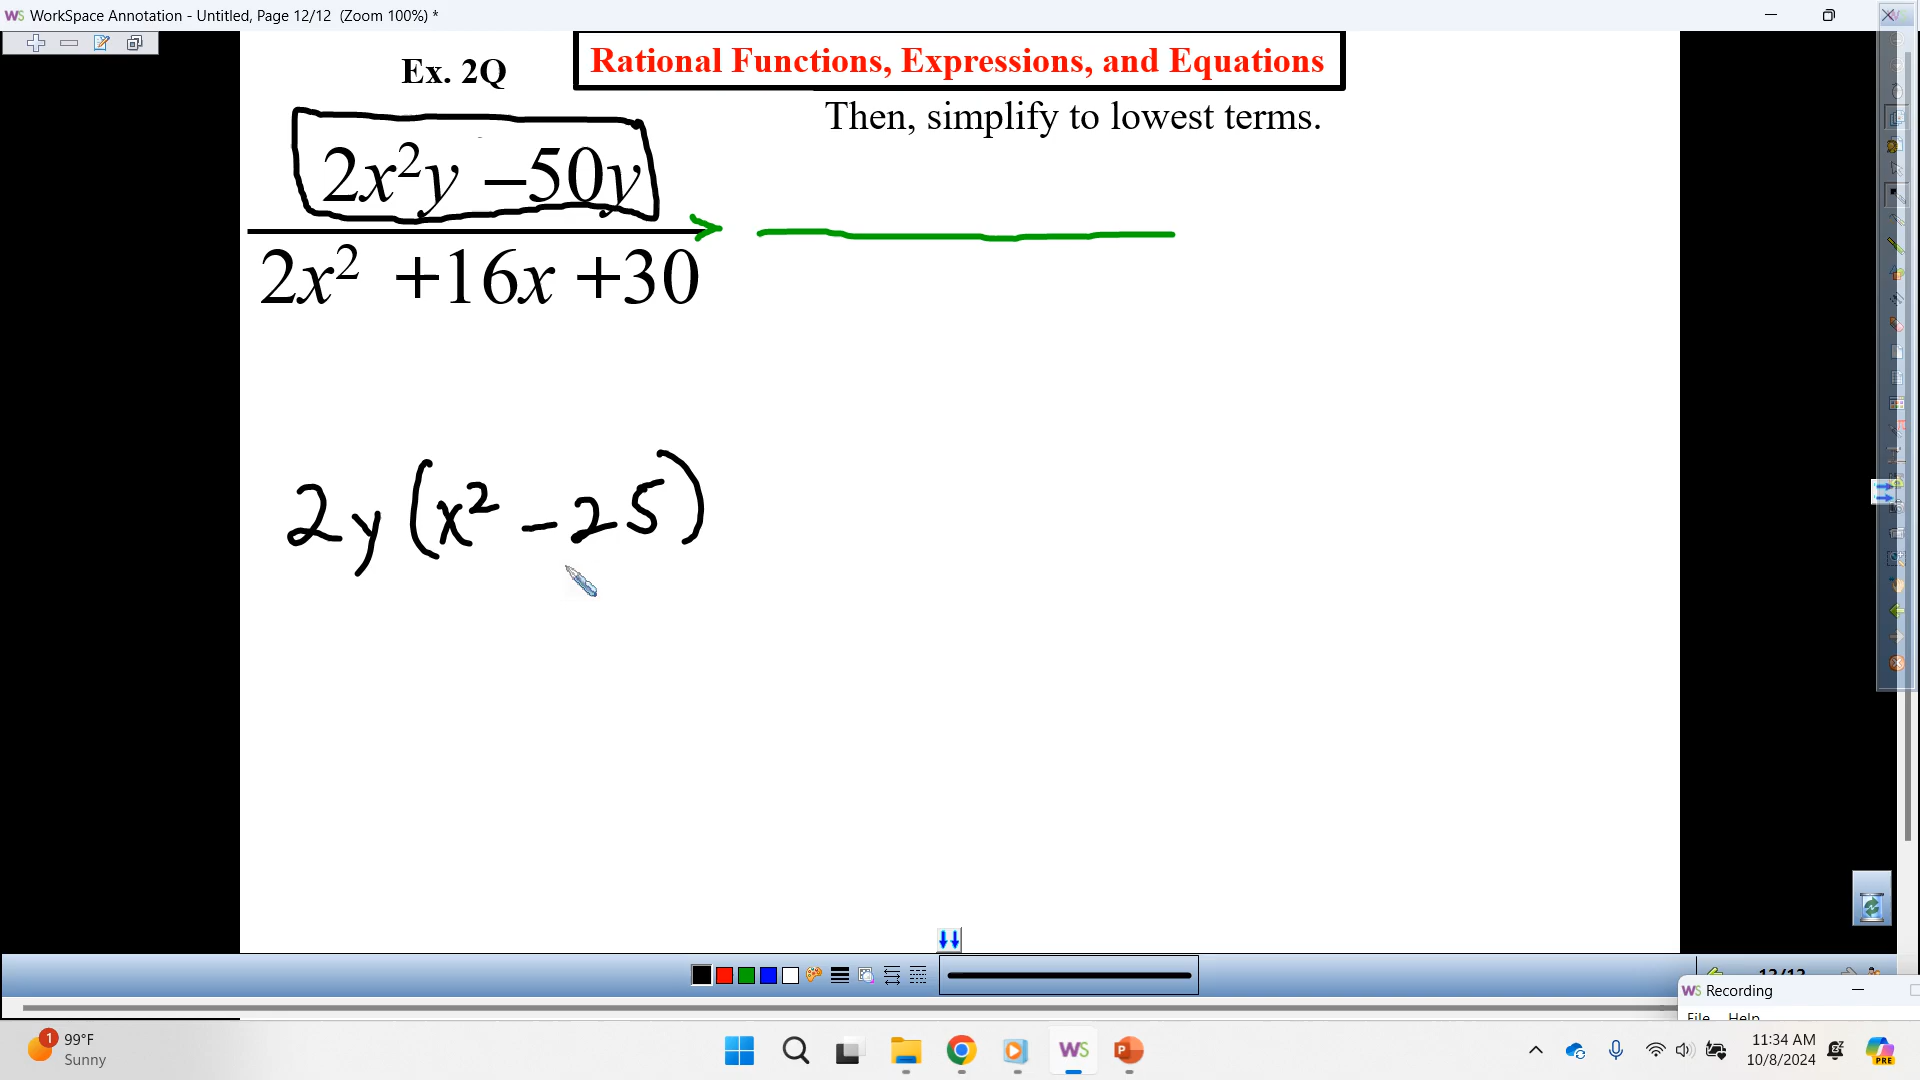 WorkSpace Annotation - Untitled, Page 12/12 (Zoom 100%) *
Ex. 2Q
Rational Functions, Expressions, and Equations
Then, simplify to lowest terms.
2x²y –50y
2x² +16x +30
2y(x² - 25)
Recording
File Help
1
99°F
Sunny
11:34 AM
10/8/2024
PRE